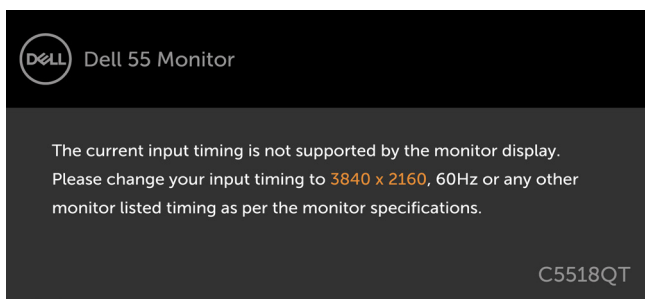 DELL Dell 55 Monitor
The current input timing is not supported by the monitor display.
Please change your input timing to 3840 x 2160, 60Hz or any other
monitor listed timing as per the monitor specifications.
C5518QT